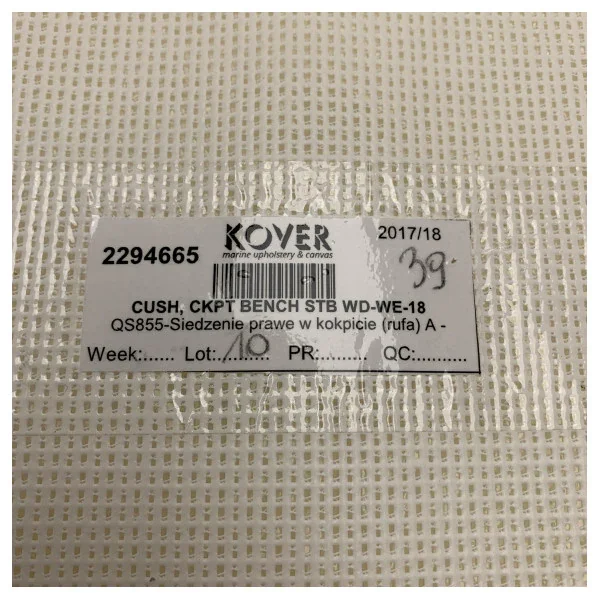 2294665
KOVER
marine upholstery & canvas
2017/18
39
CUSH, CKPT BENCH STB WD-WE-18
QS855-Siedzenie prawe w kokpicie (rufa) A -
Week:...... Lot:.10....... PR:......... QC:..........